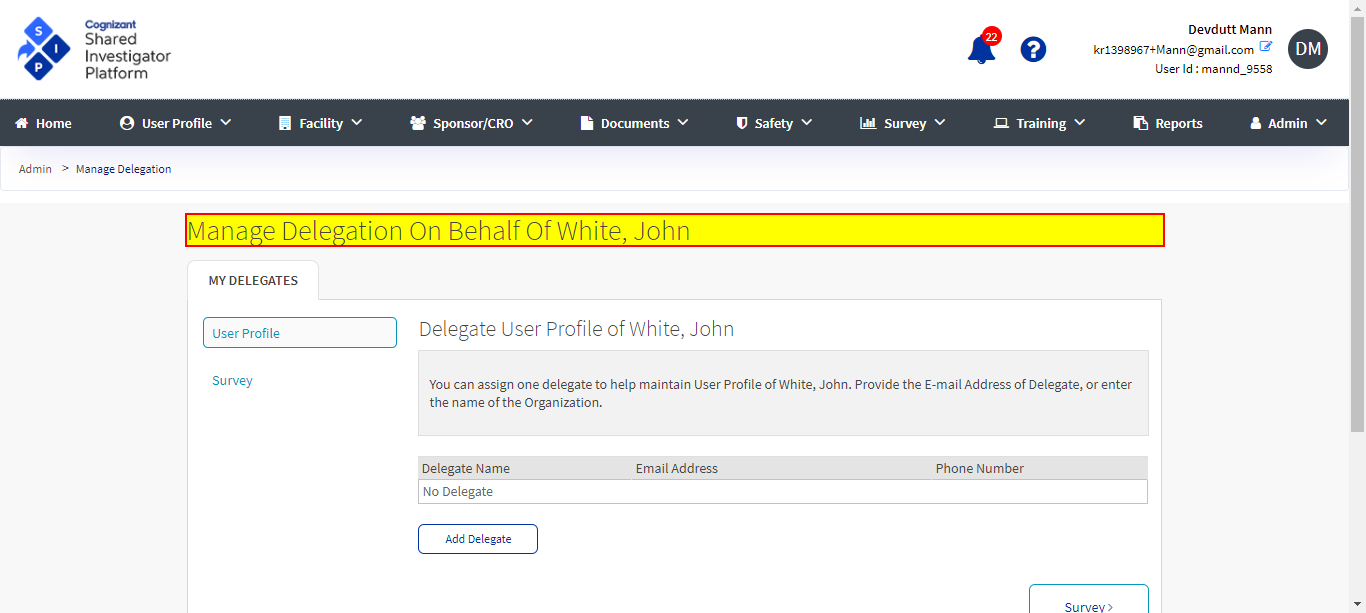 S
I
P
Cognizant
Shared
Investigator
Platform
22
Devdutt Mann
kr1398967+Mann@gmail.com
User Id : mannd_9558
DM
Home
User Profile
Facility
Sponsor/CRO
Documents
Safety
Survey
Training
Reports
Admin
Admin > Manage Delegation
Manage Delegation On Behalf Of White, John
MY DELEGATES
User Profile
Survey
Delegate User Profile of White, John
You can assign one delegate to help maintain User Profile of White, John. Provide the E-mail Address of Delegate, or enter
the name of the Organization.
Delegate Name Email Address Phone Number
No Delegate
Add Delegate
Survey >